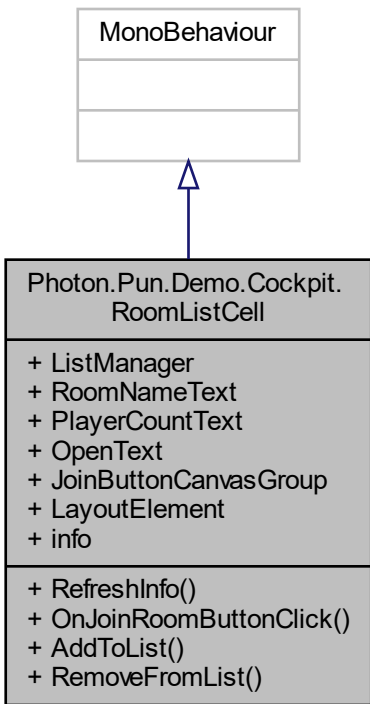 MonoBehaviour
Photon.Pun.Demo.Cockpit.
RoomListCell
+ ListManager
+ RoomNameText
+ PlayerCountText
+ OpenText
+ JoinButtonCanvasGroup
+ LayoutElement
+ info
+ RefreshInfo()
+ OnJoinRoomButtonClick()
+ AddToList()
+ RemoveFromList()